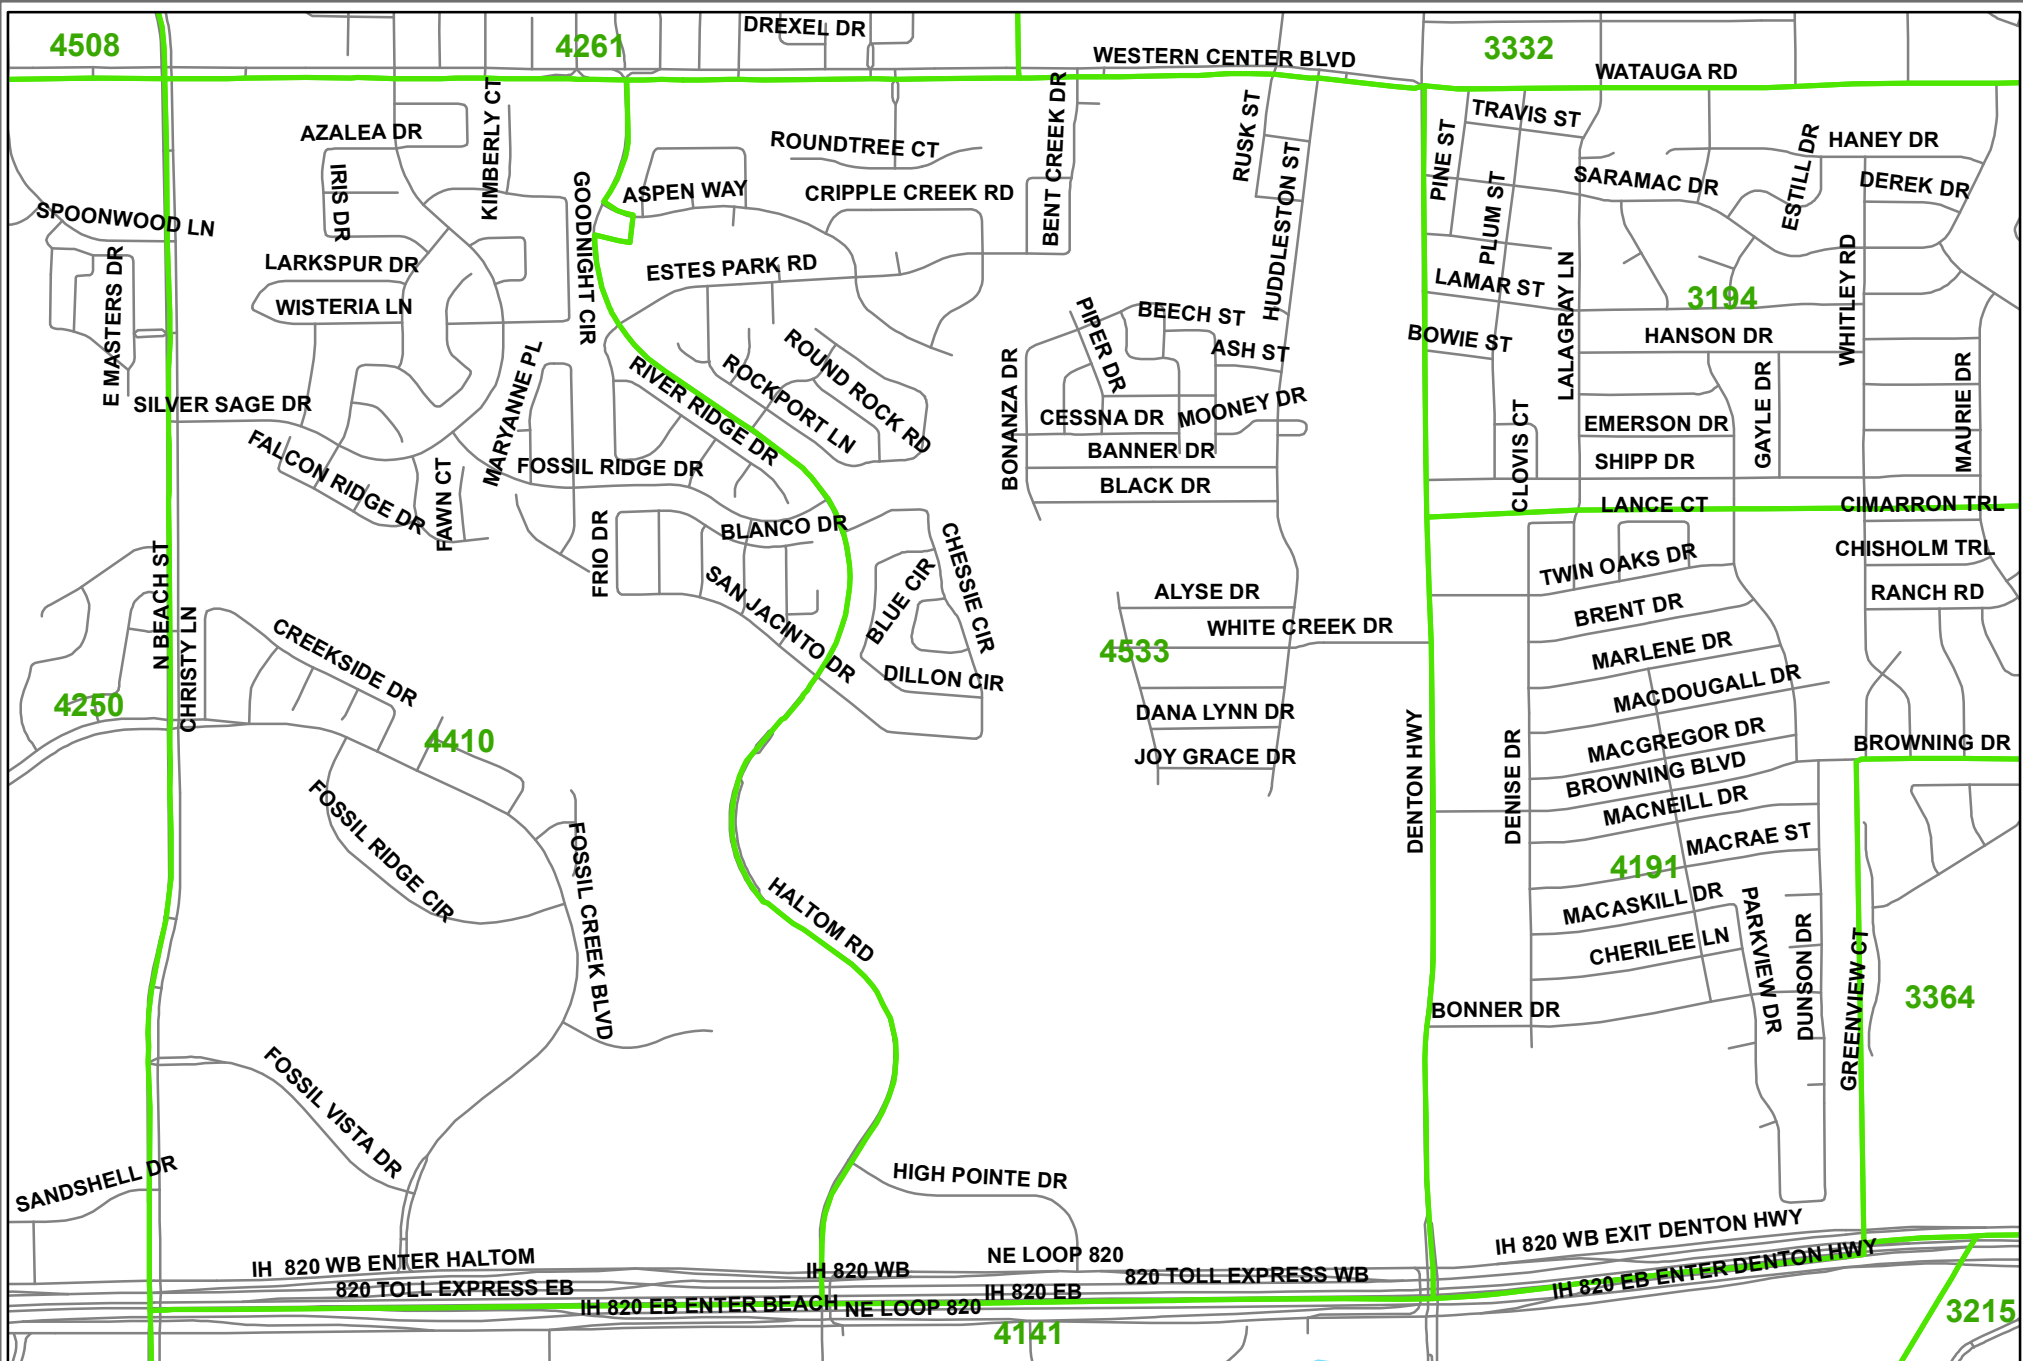 DREXEL DR
4508
4261
3332
WESTERN CENTER BLVD
WATAUGA RD
KIMBERLY CT
BENT CREEK DR
RUSK ST
TRAVIS ST
PINE ST
AZALEA DR
ROUNDTREE CT
ESTILL DR
HANEY DR
IRIS DR
GOODNIGHT CIR
ASPEN WAY
CRIPPLE CREEK RD
HUDDLESTON ST
PLUM ST
SARAMAC DR
DEREK DR
SPOONWOOD LN
E MASTERS DR
LARKSPUR DR
ESTES PARK RD
LALAGRAY LN
WHITLEY RD
LAMAR ST
3194
WISTERIA LN
PIPER DR
BEECH ST
BOWIE ST
HANSON DR
MARYANNE PL
RIVER RIDGE DR
ROCKPORT LN
ROUND ROCK RD
BONANZA DR
ASH ST
GAYLE DR
MAURIE DR
SILVER SAGE DR
CESSNA DR
MOONEY DR
CLOVIS CT
EMERSON DR
FALCON RIDGE DR
FAWN CT
FOSSIL RIDGE DR
BANNER DR
SHIPP DR
BLACK DR
LANCE CT
CIMARRON TRL
FRIO DR
BLANCO DR
CHESSIE CIR
N BEACH ST
CHISHOLM TRL
TWIN OAKS DR
SAN JACINTO DR
BLUE CIR
ALYSE DR
RANCH RD
CHRISTY LN
CREEKSIDE DR
WHITE CREEK DR
BRENT DR
4533
MARLENE DR
DILLON CIR
MACDOUGALL DR
4250
DANA LYNN DR
4410
JOY GRACE DR
DENTON HWY
DENISE DR
MACGREGOR DR
BROWNING DR
BROWNING BLVD
FOSSIL RIDGE CIR
FOSSIL CREEK BLVD
MACNEILL DR
MACRAE ST
4191
HALTOM RD
MACASKILL DR
PARKVIEW DR
DUNSON DR
GREENVIEW CT
CHERILEE LN
3364
BONNER DR
FOSSIL VISTA DR
SANDSHELL DR
HIGH POINTE DR
IH 820 WB EXIT DENTON HWY
IH 820 WB ENTER HALTOM
NE LOOP 820
IH 820 WB
820 TOLL EXPRESS WB
IH 820 EB ENTER DENTON HWY
820 TOLL EXPRESS EB
IH 820 EB
IH 820 EB ENTER BEACH
NE LOOP 820
4141
3215